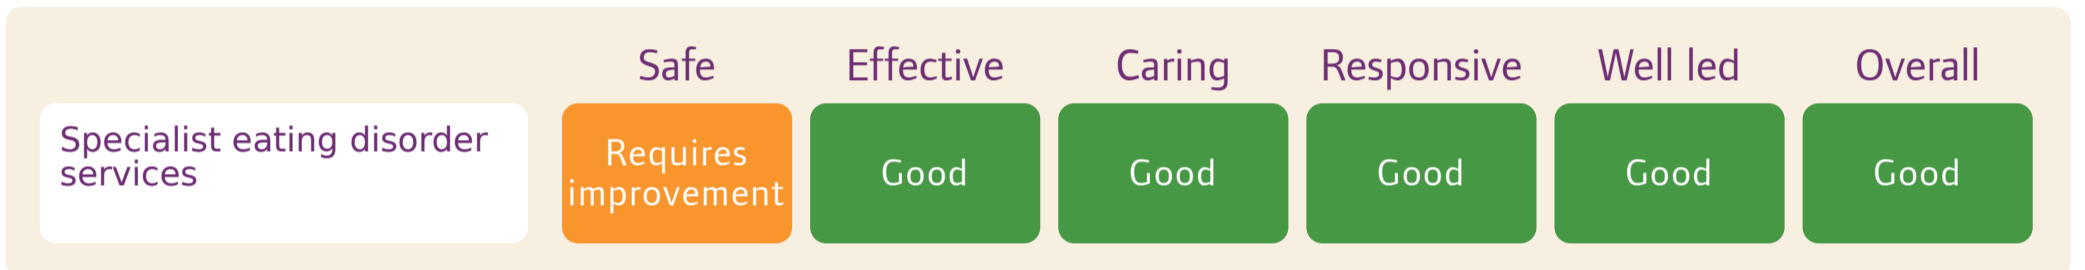 Safe Effective Caring Responsive Well led Overall
Specialist eating disorder
services
Requires
improvement
Good Good Good Good Good